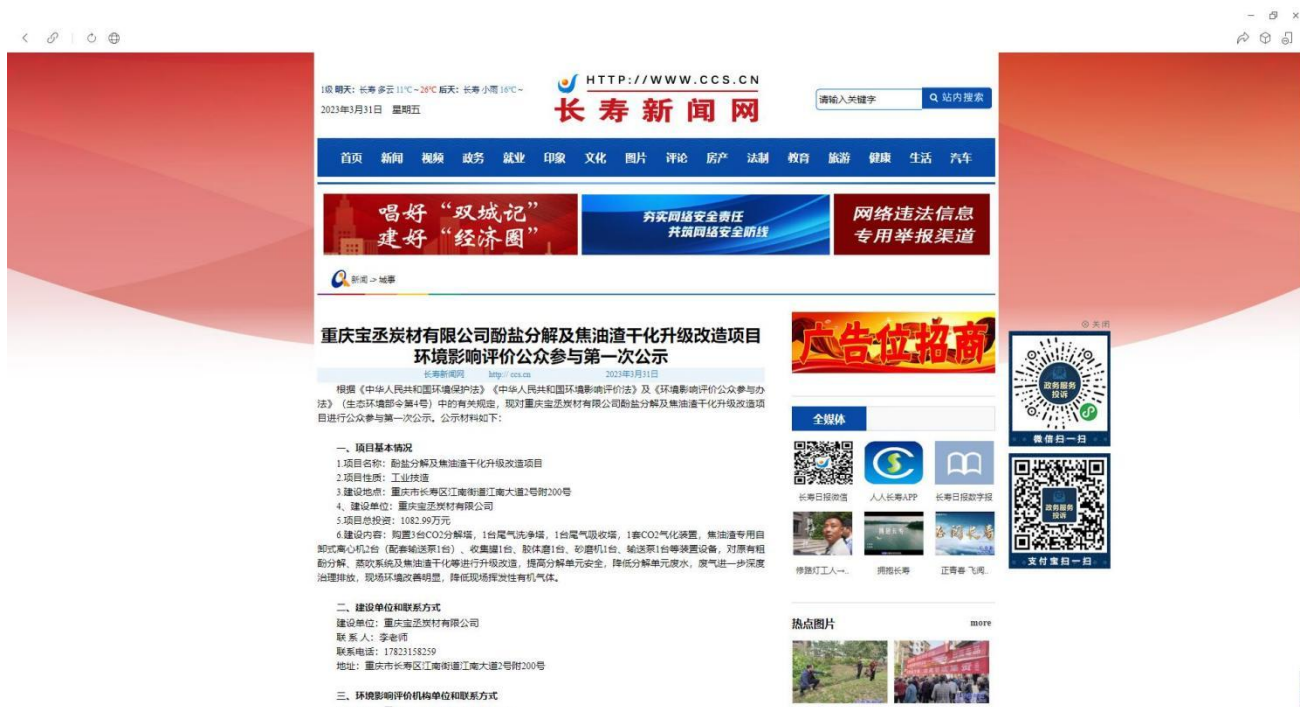 1级 明天：长寿 多云 11℃~26℃ 后天：长寿 小雨 16℃~
2023年3月31日 星期五
HTTP://WWW.CCS.CN
长寿新闻网
请输入关键字
站内搜索
首页 新闻 视频 政务 就业 印象 文化 图片 评论 房产 法制 教育 旅游 健康 生活 汽车
唱好“双城记”
建好“经济圈”
夯实网络安全责任
共筑网络安全防线
网络违法信息
专用举报渠道
新闻 -> 城事
重庆宝丞炭材有限公司酚盐分解及焦油渣干化升级改造项目
环境影响评价公众参与第一次公示
长寿新闻网 http://ccs.cn 2023年3月31日
根据《中华人民共和国环境保护法》《中华人民共和国环境影响评价法》及《环境影响评价公众参与办
法》（生态环境部令第4号）中的有关规定，现对重庆宝丞炭材有限公司酚盐分解及焦油渣干化升级改造项
目进行公众参与第一次公示。公示材料如下：
一、项目基本情况
1.项目名称：酚盐分解及焦油渣干化升级改造项目
2.项目性质：工业技造
3.建设地点：重庆市长寿区江南街道江南大道2号附200号
4、建设单位：重庆宝丞炭材有限公司
5.项目总投资：1082.99万元
6.建设内容：购置3台CO2分解塔，1台尾气洗净塔，1台尾气吸收塔，1套CO2气化装置，焦油渣专用自
卸式离心机2台（配套输送泵1台）、收集罐1台、胶体磨1台、砂磨机1台、输送泵1台等装置设备，对原有粗
酚分解、蒸吹系统及焦油渣干化等进行升级改造，提高分解单元安全，降低分解单元废水，废气进一步深度
治理排放，现场环境改善明显，降低现场挥发性有机气体。
二、建设单位和联系方式
建设单位：重庆宝丞炭材有限公司
联 系 人：李老师
联系电话：17823158259
地址：重庆市长寿区江南街道江南大道2号附200号
三、环境影响评价机构单位和联系方式
广告位招商
全媒体
长寿日报微信 人人长寿APP 长寿日报数字报
修路灯工人→.. 拥抱长寿 正青春 飞阅..
热点图片 more
关闭
政务服务
投诉
微信扫一扫
政务服务
投诉
支付宝扫一扫